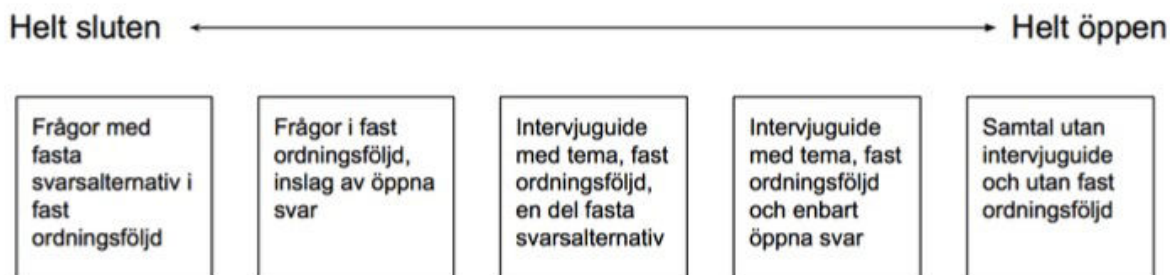 Helt sluten
Helt öppen
Frågor med
fasta
svarsalternativ i
fast
ordningsföljd
Frågor i fast
ordningsföljd,
inslag av öppna
svar
Intervjuguide
med tema, fast
ordningsföljd,
en del fasta
svarsalternativ
Intervjuguide
med tema, fast
ordningsföljd
och enbart
öppna svar
Samtal utan
intervjuguide
och utan fast
ordningsföljd